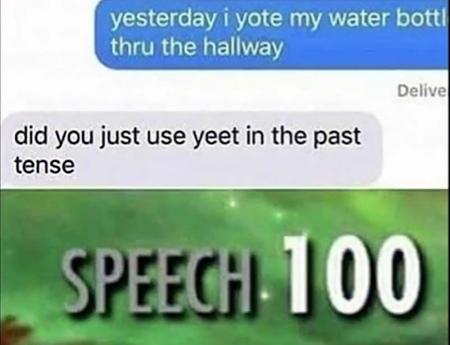 yesterday i yote my water bottl
thru the hallway
Delive
did you just use yeet in the past
tense
SPEECH 100